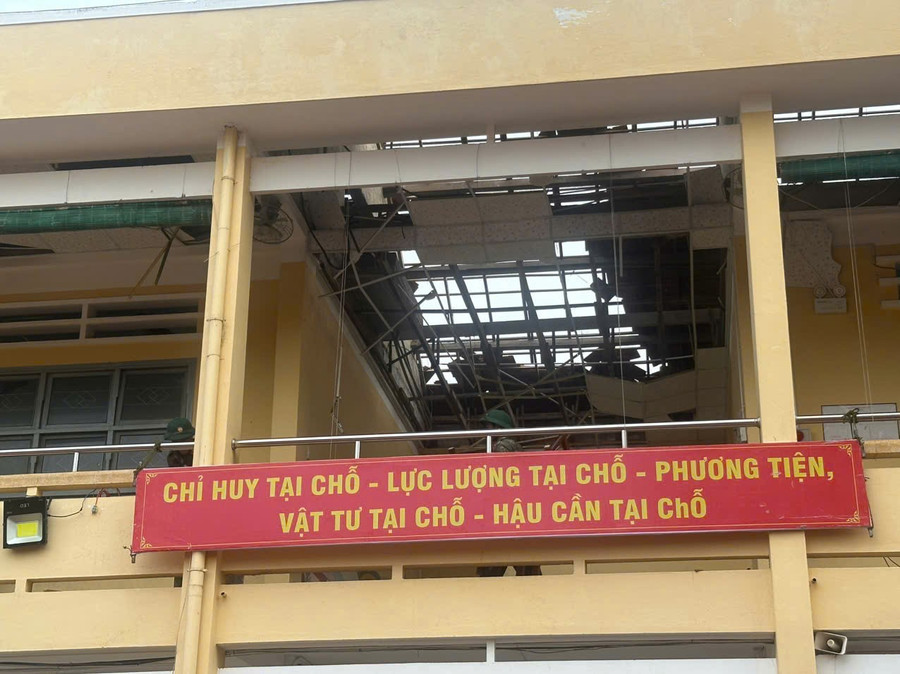 CHỈ HUY TẠI CHỖ - LỰC LƯỢNG TẠI CHỖ - PHƯƠNG TIỆN,
VẬT TƯ TẠI CHỖ - HẬU CẦN TẠI ChỖ